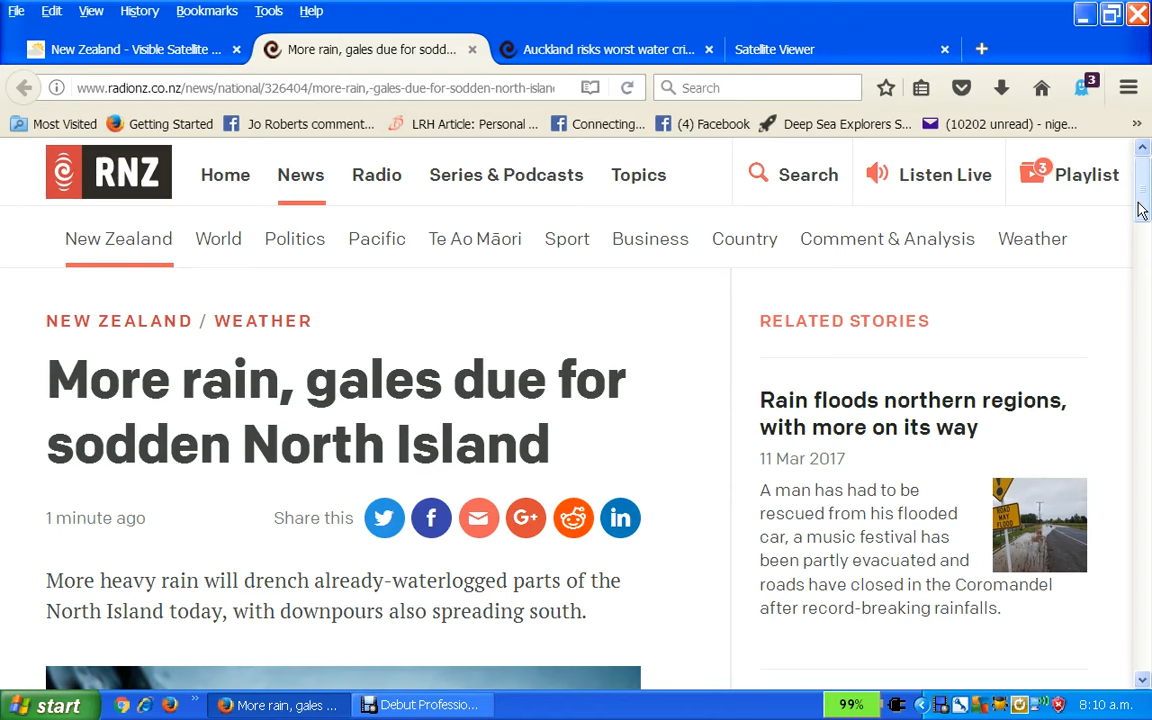 File Edit View History Bookmarks Tools Help
New Zealand - Visible Satellite ... × More rain, gales due for sodd... × Auckland risks worst water cri... × Satellite Viewer × +
www.radionz.co.nz/news/national/326404/more-rain,-gales-due-for-sodden-north-islan Search 3
Most Visited Getting Started Jo Roberts comment... LRH Article: Personal ... Connecting... (4) Facebook Deep Sea Explorers S... (10202 unread) - nige... »
RNZ Home News Radio Series & Podcasts Topics Search Listen Live 3 Playlist
New Zealand World Politics Pacific Te Ao Māori Sport Business Country Comment & Analysis Weather
NEW ZEALAND / WEATHER
More rain, gales due for
sodden North Island
1 minute ago Share this f G+ in
More heavy rain will drench already-waterlogged parts of the
North Island today, with downpours also spreading south.
RELATED STORIES
Rain floods northern regions,
with more on its way
11 Mar 2017
A man has had to be
rescued from his flooded
car, a music festival has
been partly evacuated and
roads have closed in the Coromandel
after record-breaking rainfalls.
ROAD
MAY
FLOOD
start » More rain, gales ... Debut Professio... 99% 8:10 a.m.